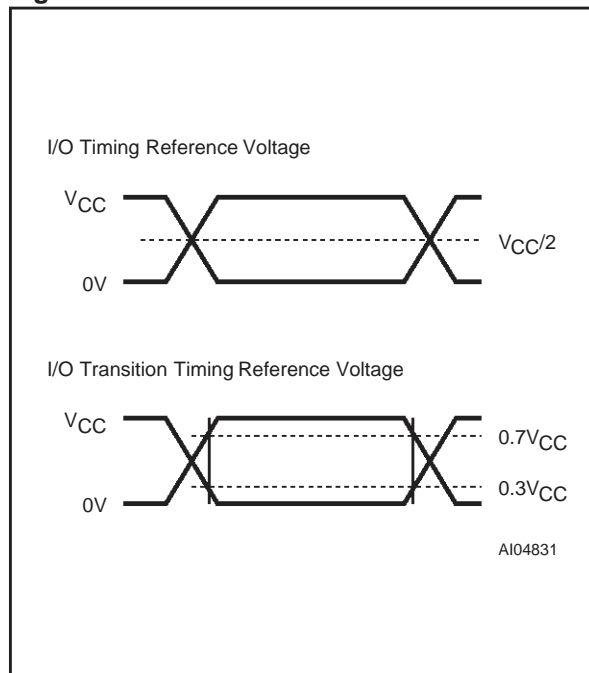 I/O Timing Reference Voltage
VCC
VCC/2
0V
I/O Transition Timing Reference Voltage
VCC
0.7VCC
0.3VCC
0V
AI04831